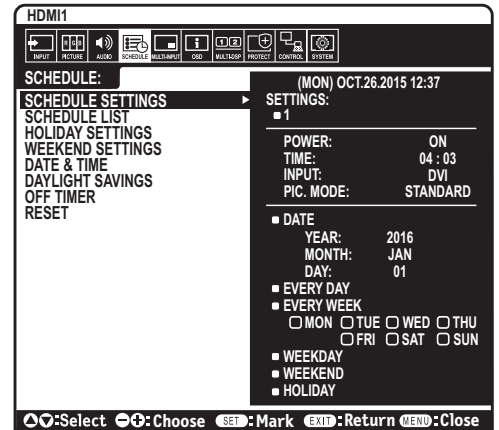 HDMI1
INPUT PICTURE AUDIO SCHEDULE MULTI-INPUT OSD MULTI-DSP PROTECT CONTROL SYSTEM
SCHEDULE:
SCHEDULE SETTINGS
SCHEDULE LIST
HOLIDAY SETTINGS
WEEKEND SETTINGS
DATE & TIME
DAYLIGHT SAVINGS
OFF TIMER
RESET
(MON) OCT.26.2015 12:37
SETTINGS:
1
POWER: ON
TIME: 04 : 03
INPUT: DVI
PIC. MODE: STANDARD
DATE
YEAR: 2016
MONTH: JAN
DAY: 01
EVERY DAY
EVERY WEEK
MON TUE WED THU
FRI SAT SUN
WEEKDAY
WEEKEND
HOLIDAY
:Select :Choose SET :Mark EXIT :Return MENU :Close